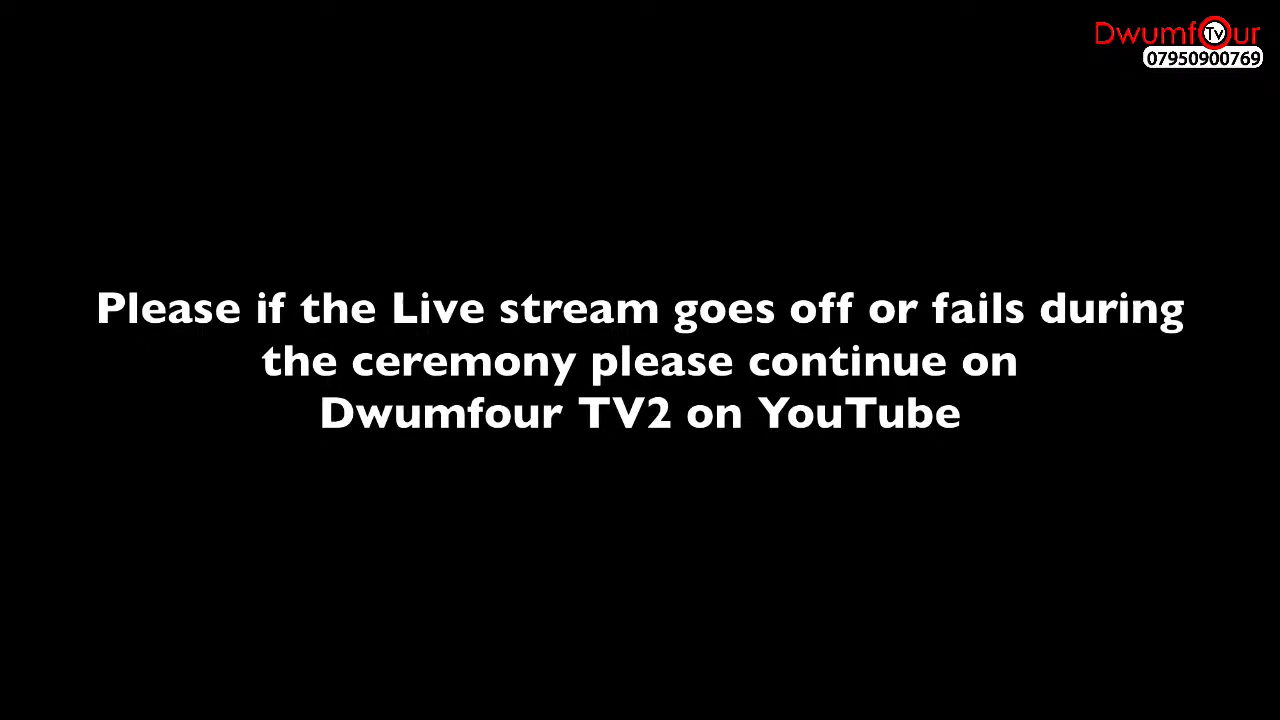 Dwumfour
TV
07950900769
Please if the Live stream goes off or fails during
the ceremony please continue on
Dwumfour TV2 on YouTube